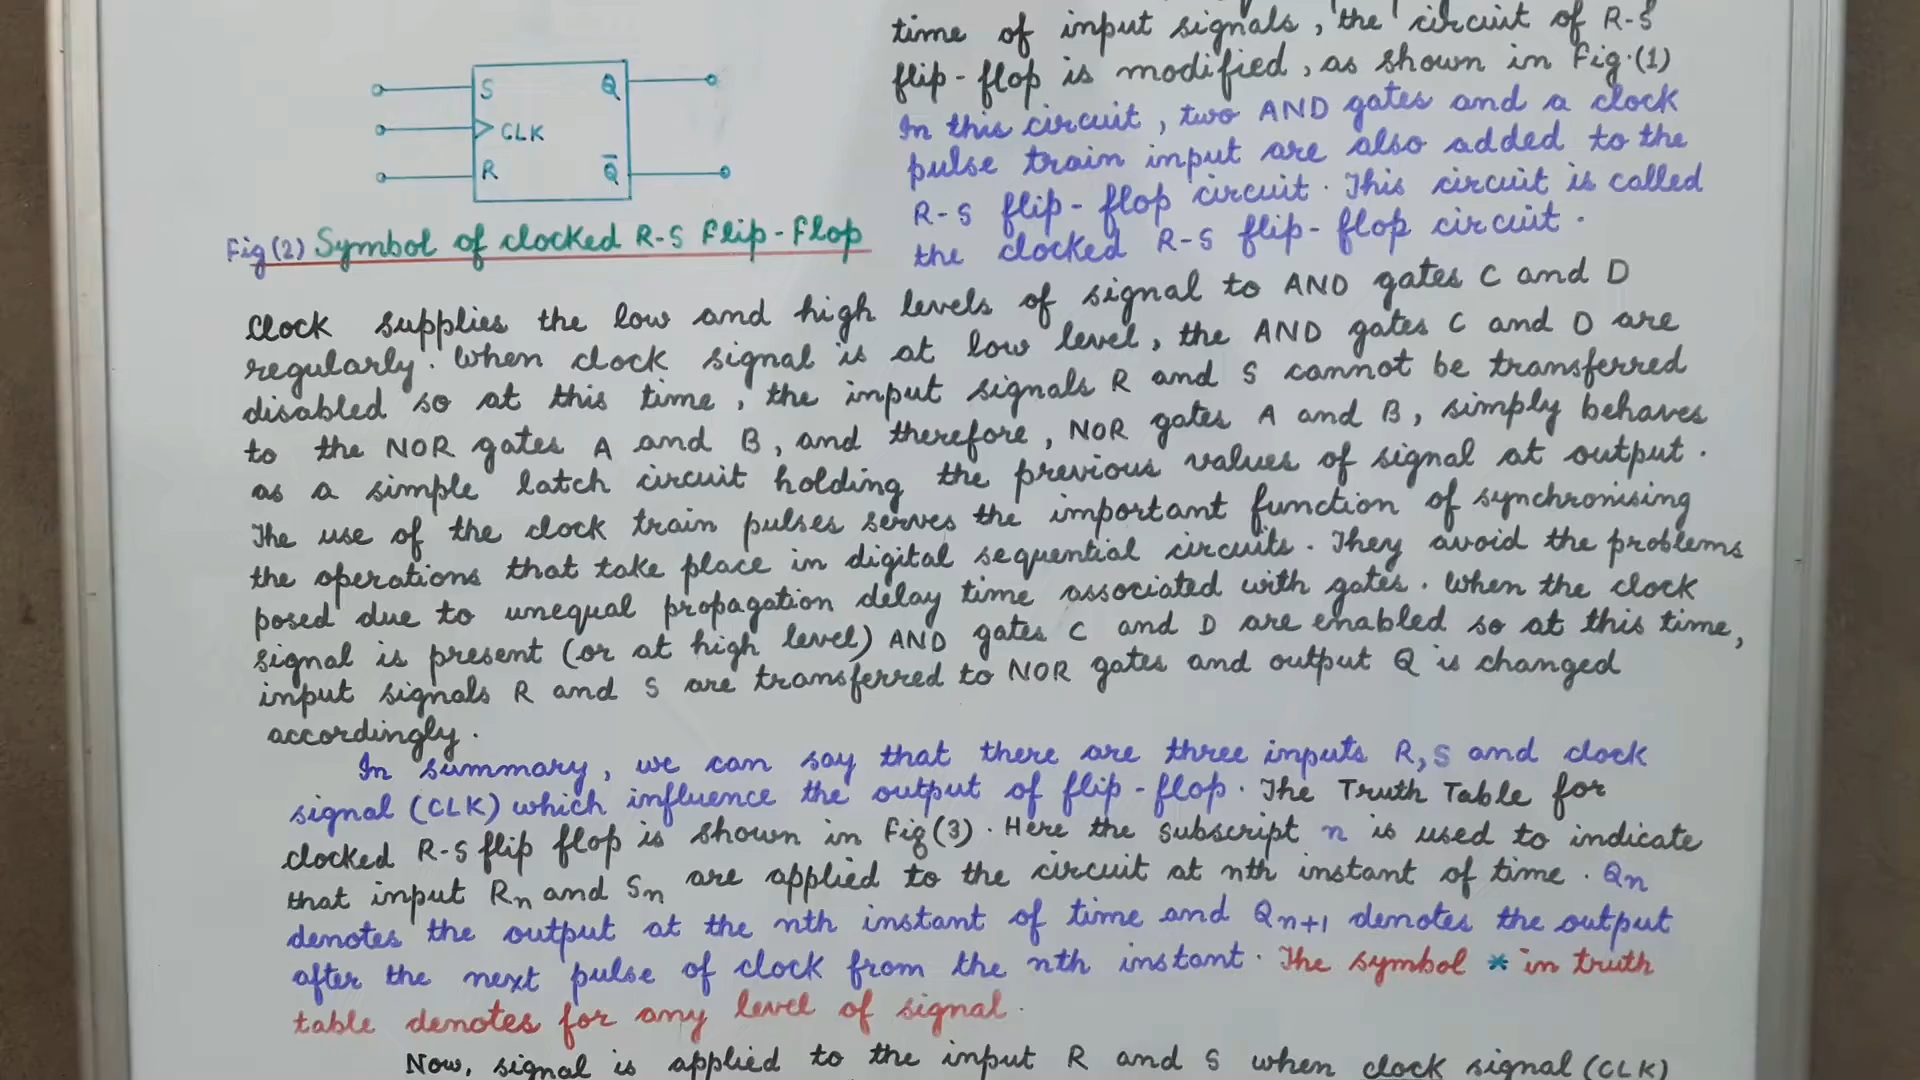 time of input signals, the circuit of R-S
flip-flop is modified, as shown in Fig.(1)
In this circuit, two AND gates and a clock
pulse train input are also added to the
R-S flip-flop circuit. This circuit is called
the clocked R-S flip-flop circuit.
S Q
CLK
R Q̅
Fig(2) Symbol of clocked R-S Flip-Flop
Clock supplies the low and high levels of signal to AND gates C and D
regularly. When clock signal is at low level, the AND gates C and D are
disabled so at this time, the input signals R and S cannot be transferred
to the NOR gates A and B, and therefore, NOR gates A and B, simply behaves
as a simple latch circuit holding the previous values of signal at output.
The use of the clock train pulses serves the important function of synchronising
the operations that take place in digital sequential circuits. They avoid the problems
posed due to unequal propagation delay time associated with gates. When the clock
signal is present (or at high level) AND gates C and D are enabled so at this time,
input signals R and S are transferred to NOR gates and output Q is changed
accordingly.
In summary, we can say that there are three inputs R, S and clock
signal (CLK) which influence the output of flip-flop. The Truth Table for
clocked R-S flip flop is shown in Fig(3). Here the subscript n is used to indicate
that input Rn and Sn are applied to the circuit at nth instant of time. Qn
denotes the output at the nth instant of time and Qn+1 denotes the output
after the next pulse of clock from the nth instant. The symbol * in truth
table denotes for any level of signal.
Now, signal is applied to the input R and S when clock signal (CLK)